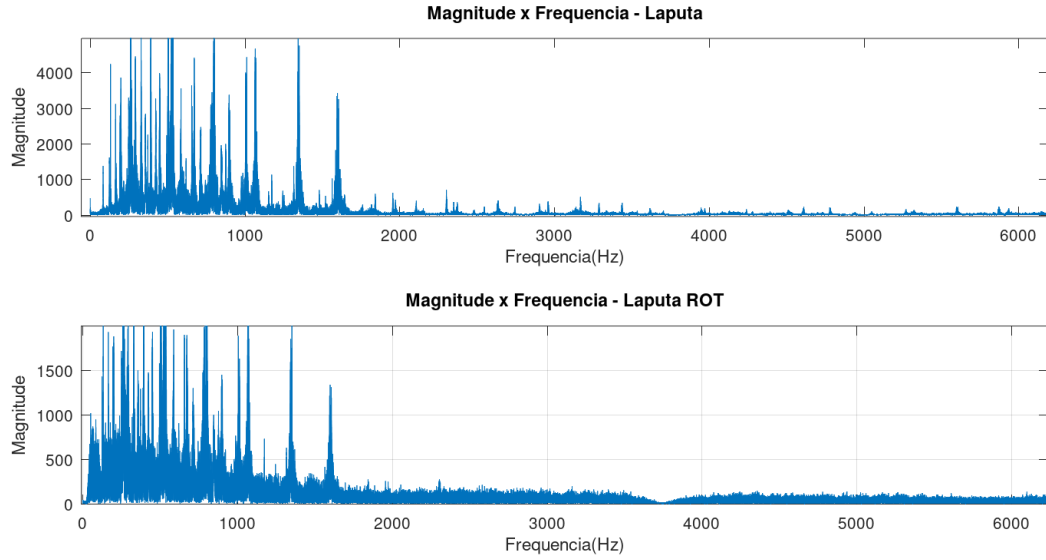 Magnitude x Frequencia - Laputa
Magnitude
4000
3000
2000
1000
0
0 1000 2000 3000 4000 5000 6000
Frequencia(Hz)
Magnitude x Frequencia - Laputa ROT
Magnitude
1500
1000
500
0
0 1000 2000 3000 4000 5000 6000
Frequencia(Hz)